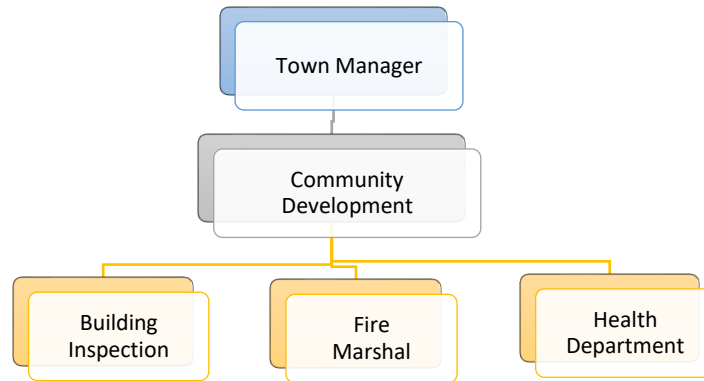 Town Manager
Community
Development
Building
Inspection
Fire
Marshal
Health
Department